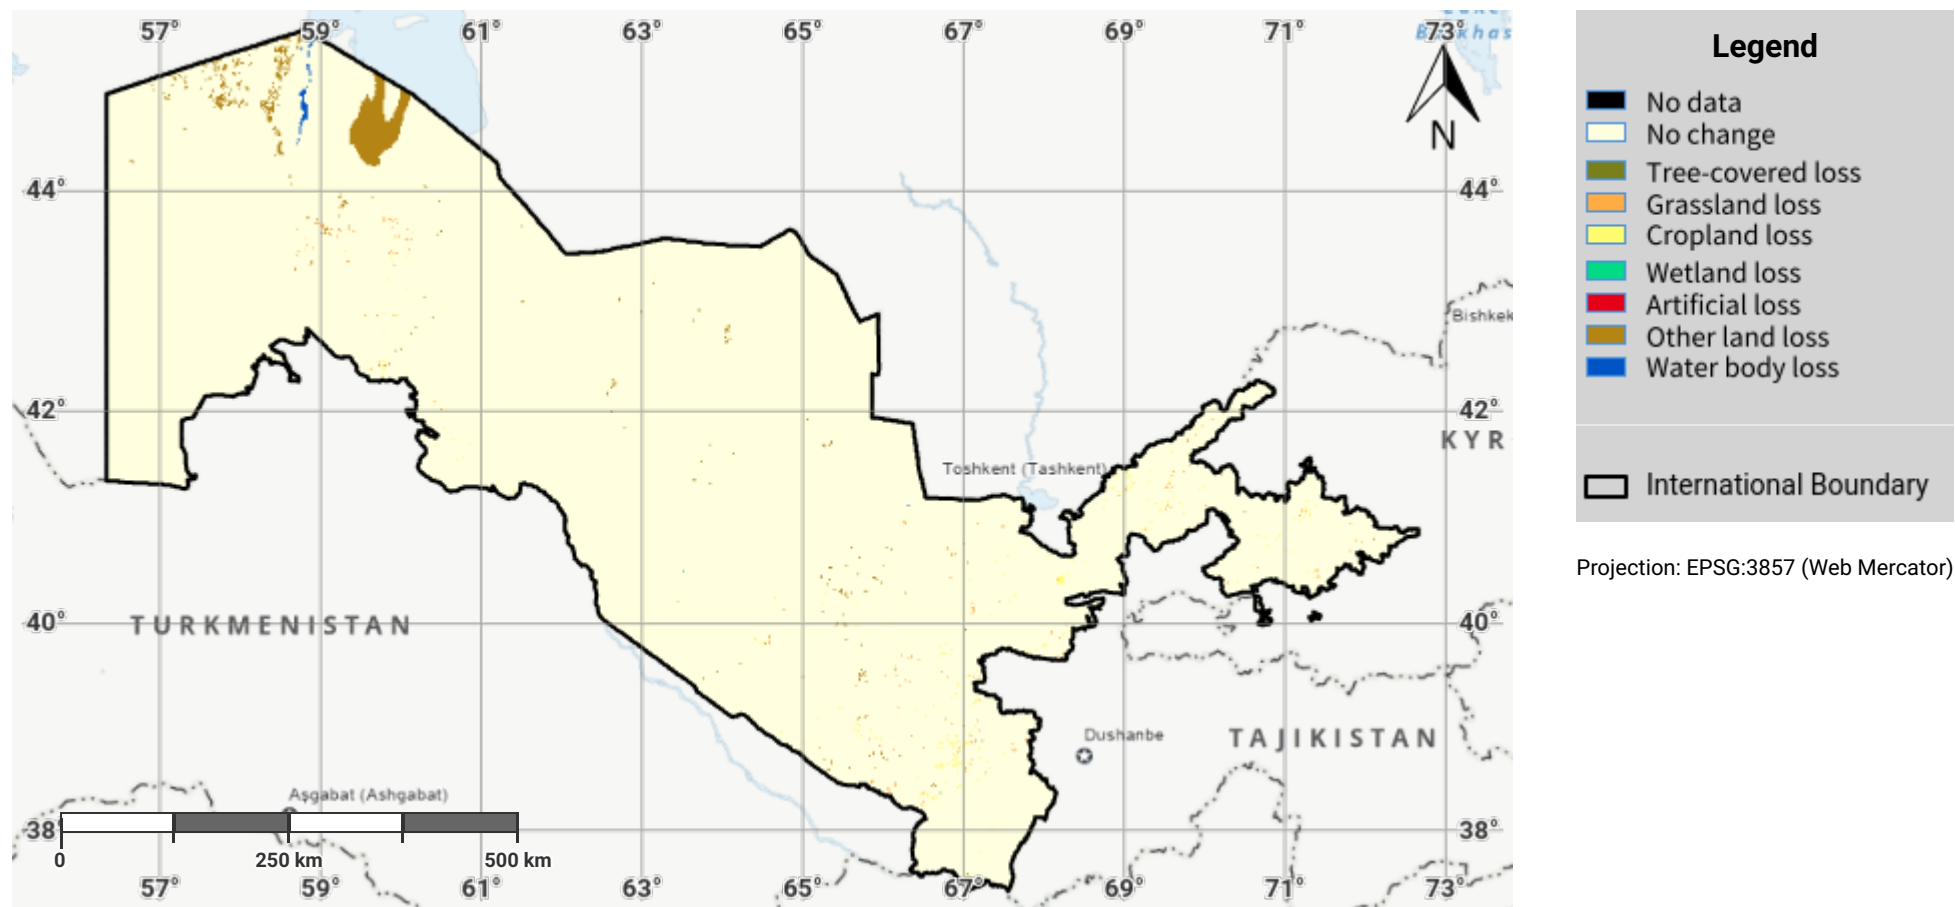 57° 59° 61° 63° 65° 67° 69° 71° 73°
N
44° 44°
Bishkek
42° 42°
KYR
Toshkent (Tashkent)
40° 40°
TURKMENISTAN
Dushanbe
TAJIKISTAN
Aşgabat (Ashgabat)
38° 38°
0 250 km 500 km
57° 59° 61° 63° 65° 67° 69° 71° 73°
Legend
No data
No change
Tree-covered loss
Grassland loss
Cropland loss
Wetland loss
Artificial loss
Other land loss
Water body loss
International Boundary
Projection: EPSG:3857 (Web Mercator)